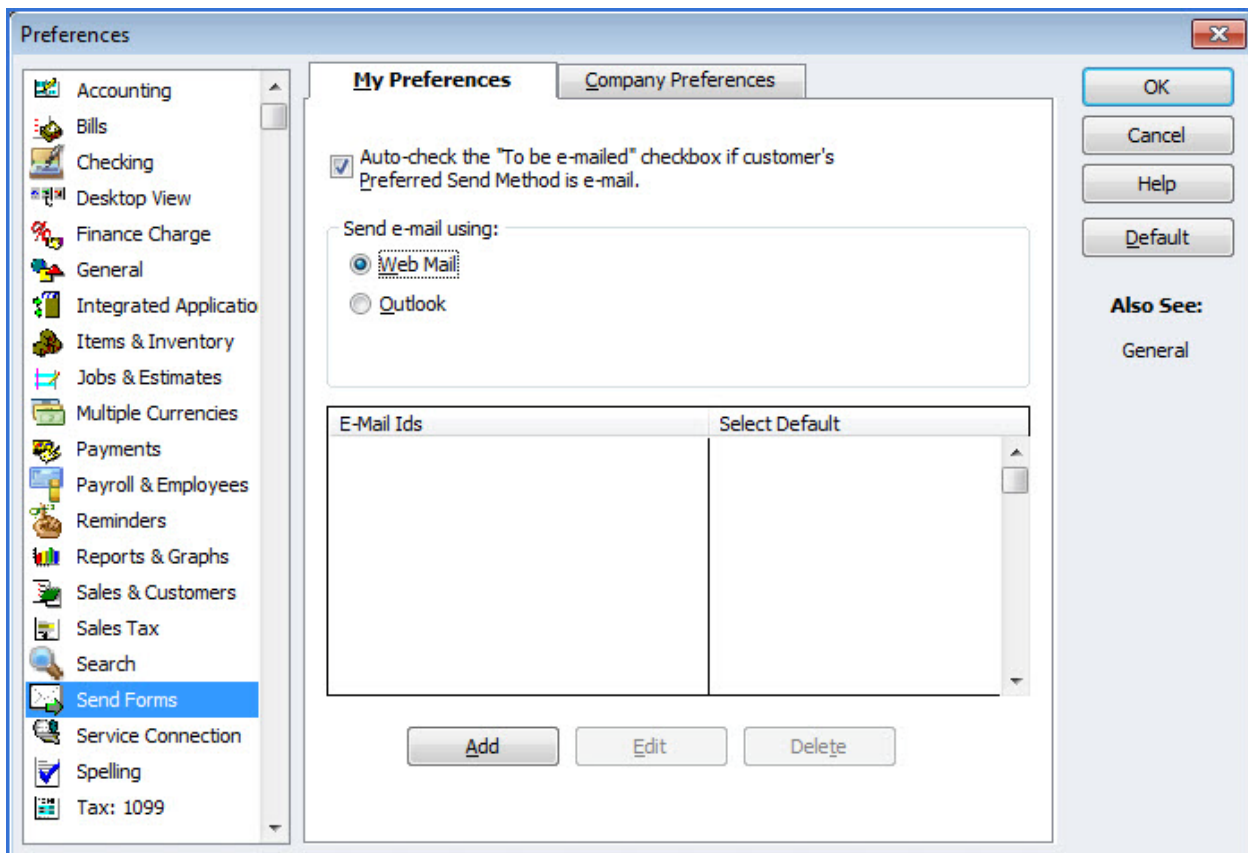 Preferences
Accounting
Bills
Checking
Desktop View
Finance Charge
General
Integrated Applicatio
Items & Inventory
Jobs & Estimates
Multiple Currencies
Payments
Payroll & Employees
Reminders
Reports & Graphs
Sales & Customers
Sales Tax
Search
Send Forms
Service Connection
Spelling
Tax: 1099
My Preferences
Company Preferences
Auto-check the "To be e-mailed" checkbox if customer's
Preferred Send Method is e-mail.
Send e-mail using:
Web Mail
Outlook
E-Mail Ids
Select Default
Add
Edit
Delete
OK
Cancel
Help
Default
Also See:
General